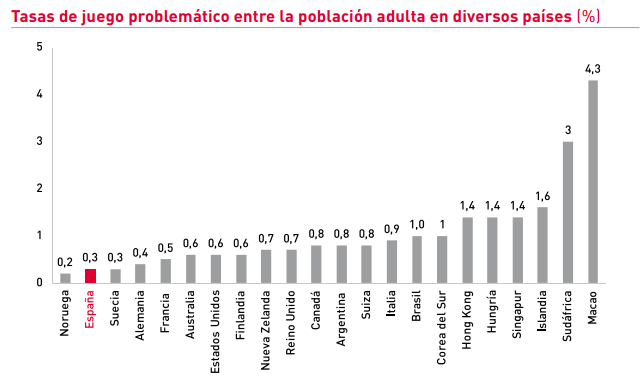 Tasas de juego problemático entre la población adulta en diversos países (%)
5
4
3
2
1
0
0,2
0,3
0,3
0,4
0,5
0,6
0,6
0,6
0,7
0,7
0,8
0,8
0,8
0,9
1,0
1
1,4
1,4
1,4
1,6
3
4,3
Noruega
España
Suecia
Alemania
Francia
Australia
Estados Unidos
Finlandia
Nueva Zelanda
Reino Unido
Canadá
Argentina
Suiza
Italia
Brasil
Corea del Sur
Hong Kong
Hungría
Singapur
Islandia
Sudáfrica
Macao